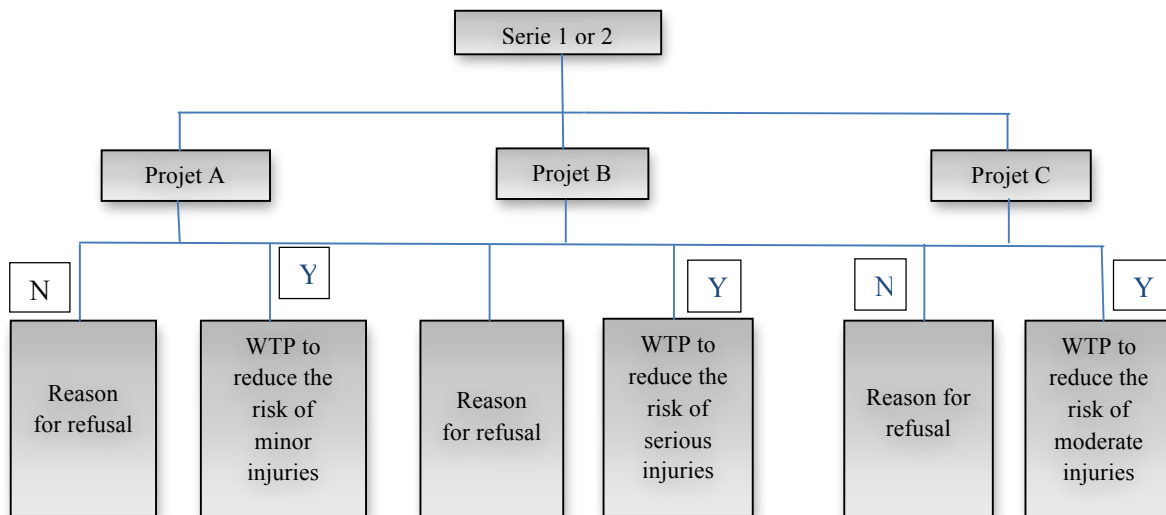 Serie 1 or 2
Projet A
Projet B
Projet C
N
Y
Y
N
Y
Reason
for refusal
WTP to
reduce the
risk of
minor
injuries
Reason
for refusal
WTP to
reduce the
risk of
serious
injuries
Reason for
refusal
WTP to
reduce the
risk of
moderate
injuries